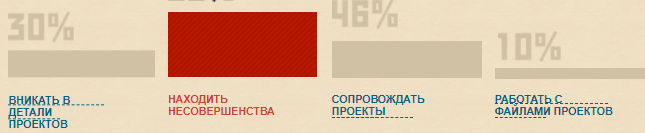 30%
ВНИКАТЬ В
ДЕТАЛИ
ПРОЕКТОВ
НАХОДИТЬ
НЕСОВЕРШЕНСТВА
46%
СОПРОВОЖДАТЬ
ПРОЕКТЫ
10%
РАБОТАТЬ С
ФАЙЛАМИ ПРОЕКТОВ